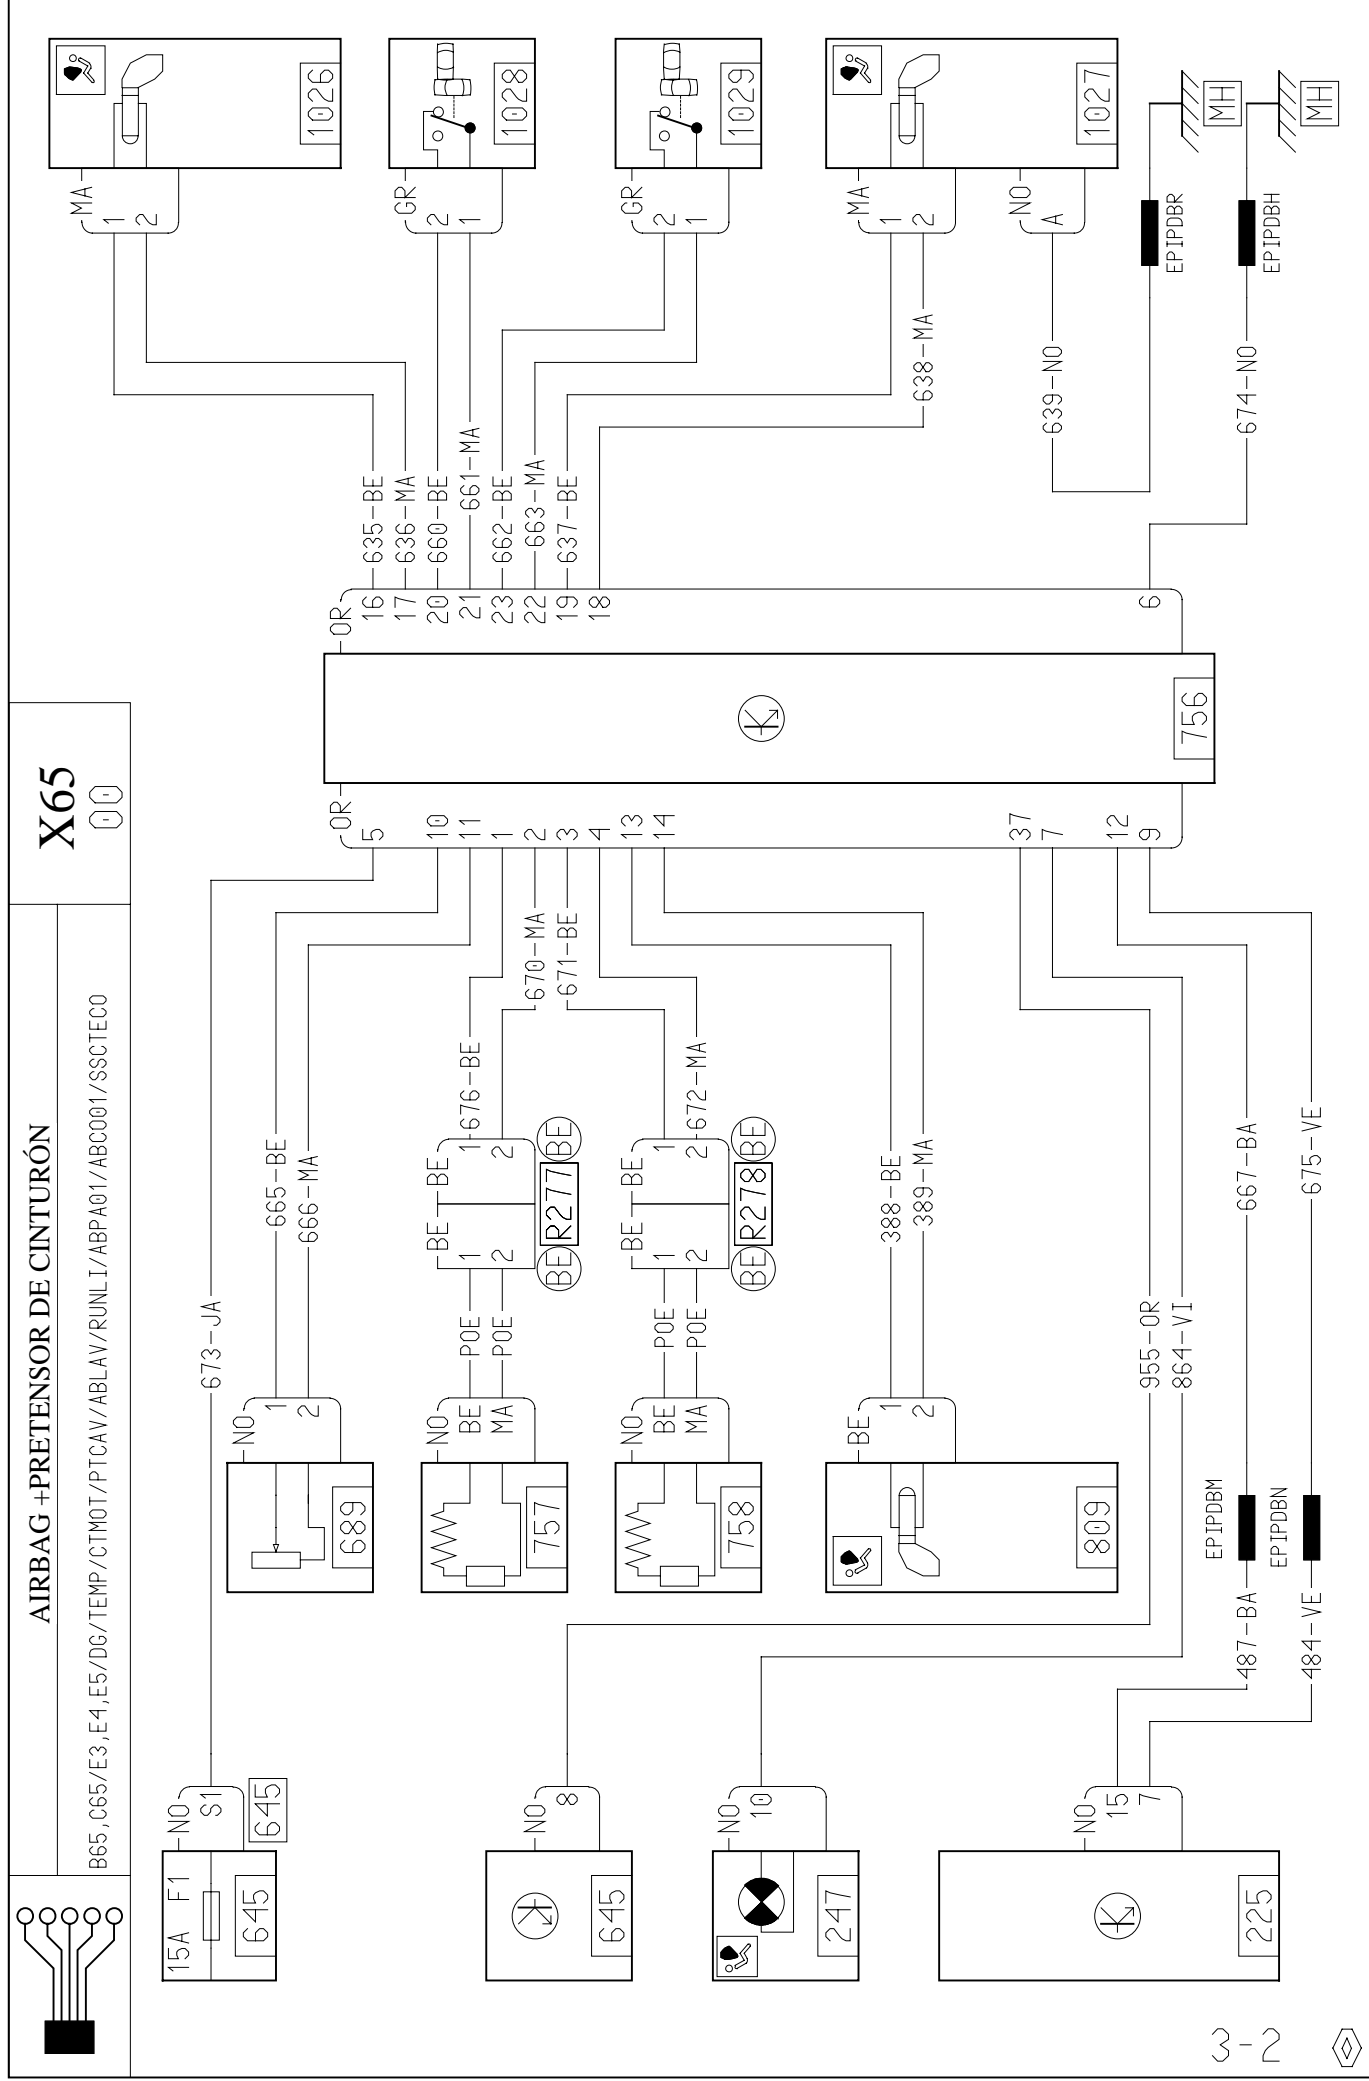 AIRBAG +PRETENSOR DE CINTURÓN
X65
00
B65,C65/E3,E4,E5/DG/TEMP/CTMOT/PTCAV/ABLAV/RUNLI/ABPA01/ABC001/SSCTECO
15A F1
645
NO
S1
645
673-JA
689
NO
1
2
665-BE
666-MA
757
NO
BE
MA
POE
POE
BE
1
2
BE
BE
1
2
R277
BE
676-BE
670-MA
758
NO
BE
MA
POE
POE
BE
1
2
BE
BE
1
2
R278
BE
671-BE
672-MA
809
BE
1
2
388-BE
389-MA
645
NO
8
955-OR
247
NO
10
864-VI
225
NO
15
7
487-BA
484-VE
EPIPDBM
EPIPDBN
667-BA
675-VE
OR
5
10
11
1
2
3
4
13
14
37
7
12
9
756
OR
16
17
20
21
23
22
19
18
6
635-BE
636-MA
660-BE
661-MA
662-BE
663-MA
637-BE
638-MA
639-NO
674-NO
MA
1
2
1026
GR
2
1
1028
GR
2
1
1029
MA
1
2
NO
A
1027
EPIPDBR
MH
EPIPDBH
MH
3-2